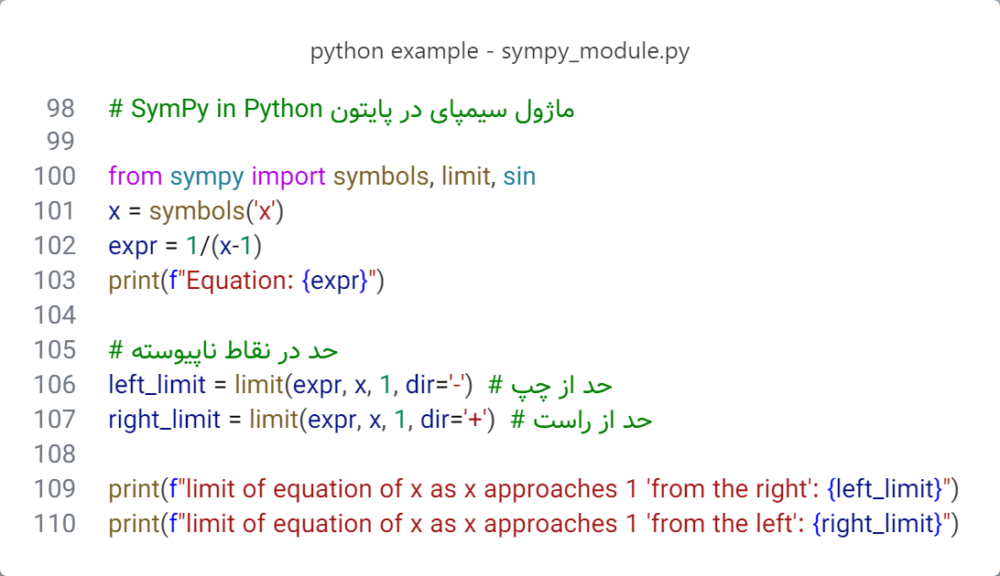 python example - sympy_module.py
98 # SymPy in Python ماژول سیمپای در پایتون
99
100 from sympy import symbols, limit, sin
101 x = symbols('x')
102 expr = 1/(x-1)
103 print(f"Equation: {expr}")
104
105 # حد در نقاط ناپیوسته
106 left_limit = limit(expr, x, 1, dir='-') # حد از چپ
107 right_limit = limit(expr, x, 1, dir='+') # حد از راست
108
109 print(f"limit of equation of x as x approaches 1 'from the right': {left_limit}")
110 print(f"limit of equation of x as x approaches 1 'from the left': {right_limit}")